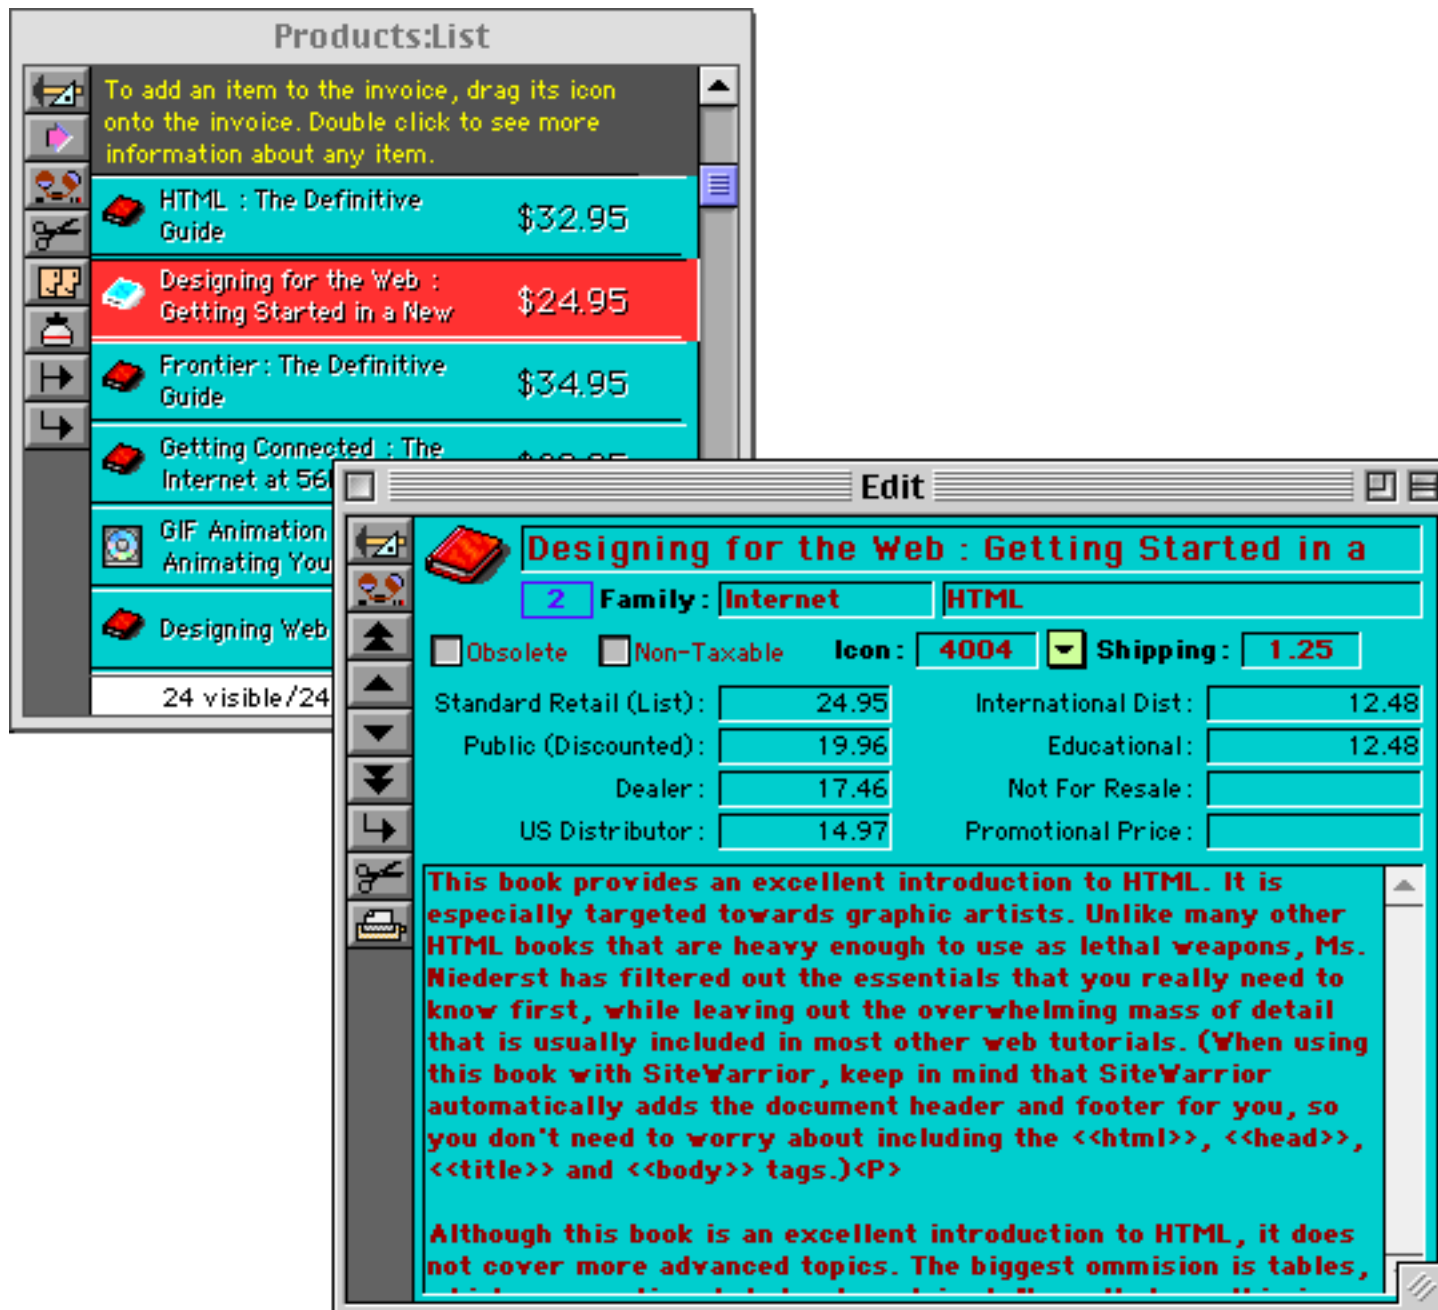 Products:List
To add an item to the invoice, drag its icon
onto the invoice. Double click to see more
information about any item.
HTML : The Definitive
Guide
$32.95
Designing for the Web :
Getting Started in a New
$24.95
Frontier : The Definitive
Guide
$34.95
Getting Connected : The
Internet at
GIF Animation
Animating You
Designing Web
24 visible/24
Edit
Designing for the Web : Getting Started in a
2 Family: Internet HTML
Obsolete Non-Taxable Icon: 4004 Shipping: 1.25
Standard Retail (List): 24.95 International Dist: 12.48
Public (Discounted): 19.96 Educational: 12.48
Dealer: 17.46 Not For Resale:
US Distributor: 14.97 Promotional Price:
This book provides an excellent introduction to HTML. It is
especially targeted towards graphic artists. Unlike many other
HTML books that are heavy enough to use as lethal weapons, Ms.
Niederst has filtered out the essentials that you really need to
know first, while leaving out the overwhelming mass of detail
that is usually included in most other web tutorials. (When using
this book with SiteWarrior, keep in mind that SiteWarrior
automatically adds the document header and footer for you, so
you don't need to worry about including the <<html>>, <<head>>,
<<title>> and <<body>> tags.)<P>
Although this book is an excellent introduction to HTML, it does
not cover more advanced topics. The biggest ommision is tables,